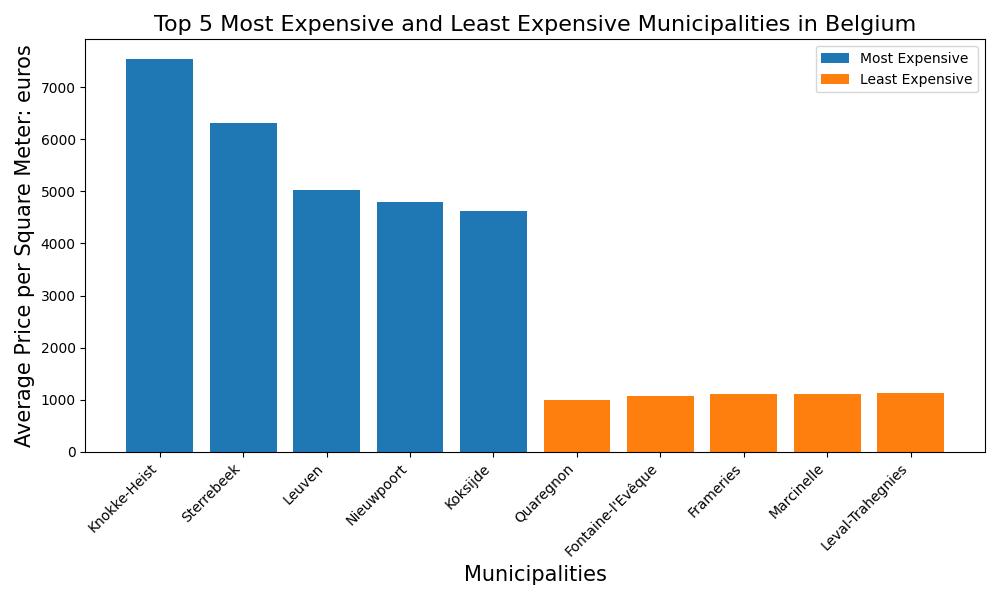 Top 5 Most Expensive and Least Expensive Municipalities in Belgium
Most Expensive
Least Expensive
Average Price per Square Meter: euros
7000
6000
5000
4000
3000
2000
1000
0
Knokke-Heist
Sterrebeek
Leuven
Nieuwpoort
Koksijde
Quaregnon
Fontaine-l'Evêque
Frameries
Marcinelle
Leval-Trahegnies
Municipalities